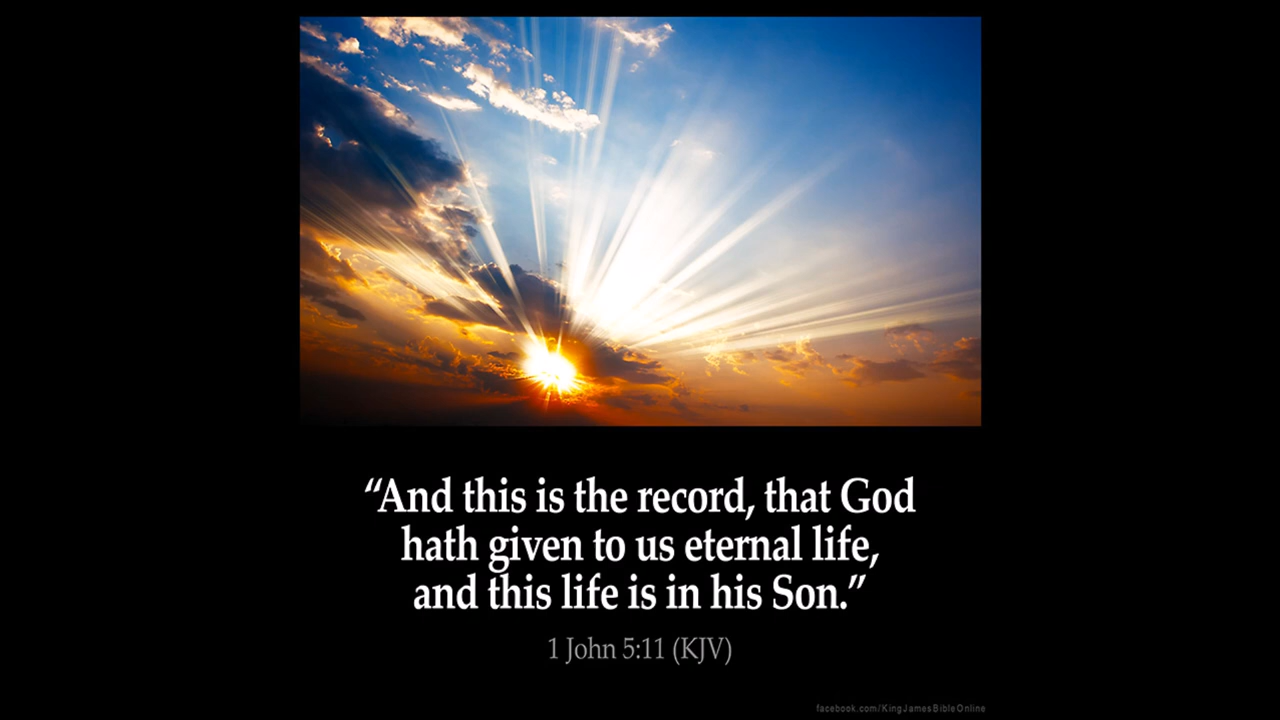 “And this is the record, that God
hath given to us eternal life,
and this life is in his Son.”
1 John 5:11 (KJV)
facebook.com/KingJamesBibleOnline